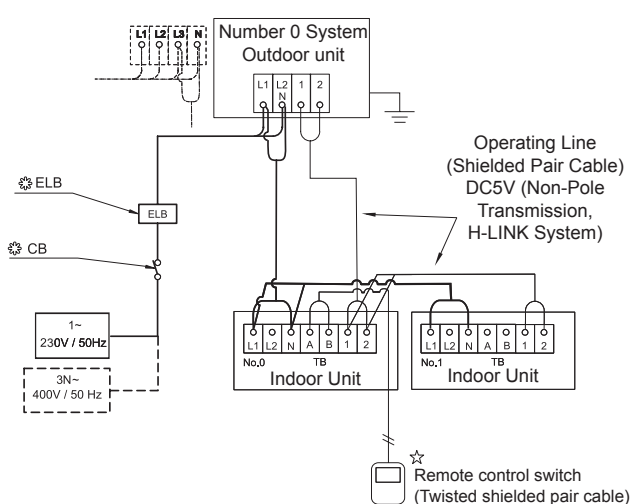 L1 L2 L3 N
Number 0 System
Outdoor unit
L1 L2 1 2
N
Operating Line
(Shielded Pair Cable)
DC5V (Non-Pole
Transmission,
H-LINK System)
ELB
ELB
CB
1~
230V / 50Hz
3N~
400V / 50 Hz
L1 L2 N A B 1 2
No.0 TB
Indoor Unit
L1 L2 N A B 1 2
No.1 TB
Indoor Unit
Remote control switch
(Twisted shielded pair cable)